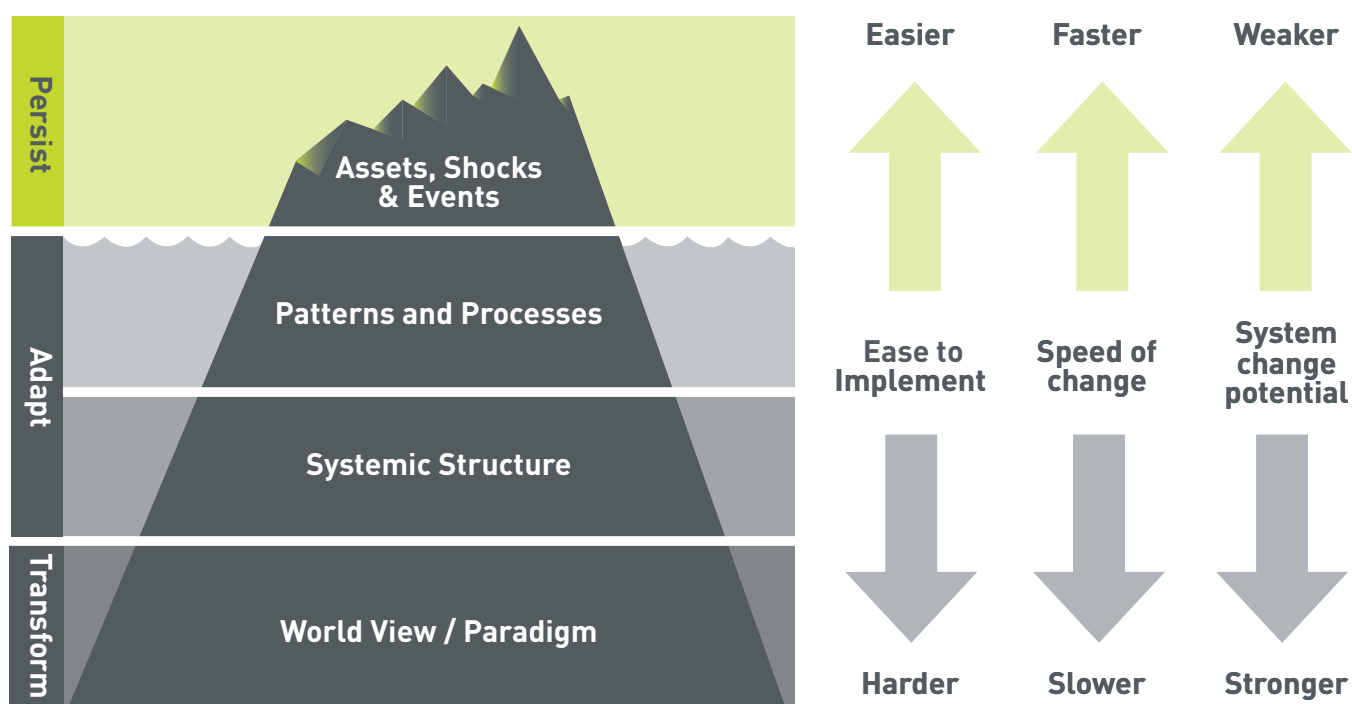 Persist
Assets, Shocks
& Events
Adapt
Patterns and Processes
Systemic Structure
Transform
World View / Paradigm
Easier
Faster
Weaker
Ease to
Implement
Speed of
change
System
change
potential
Harder
Slower
Stronger